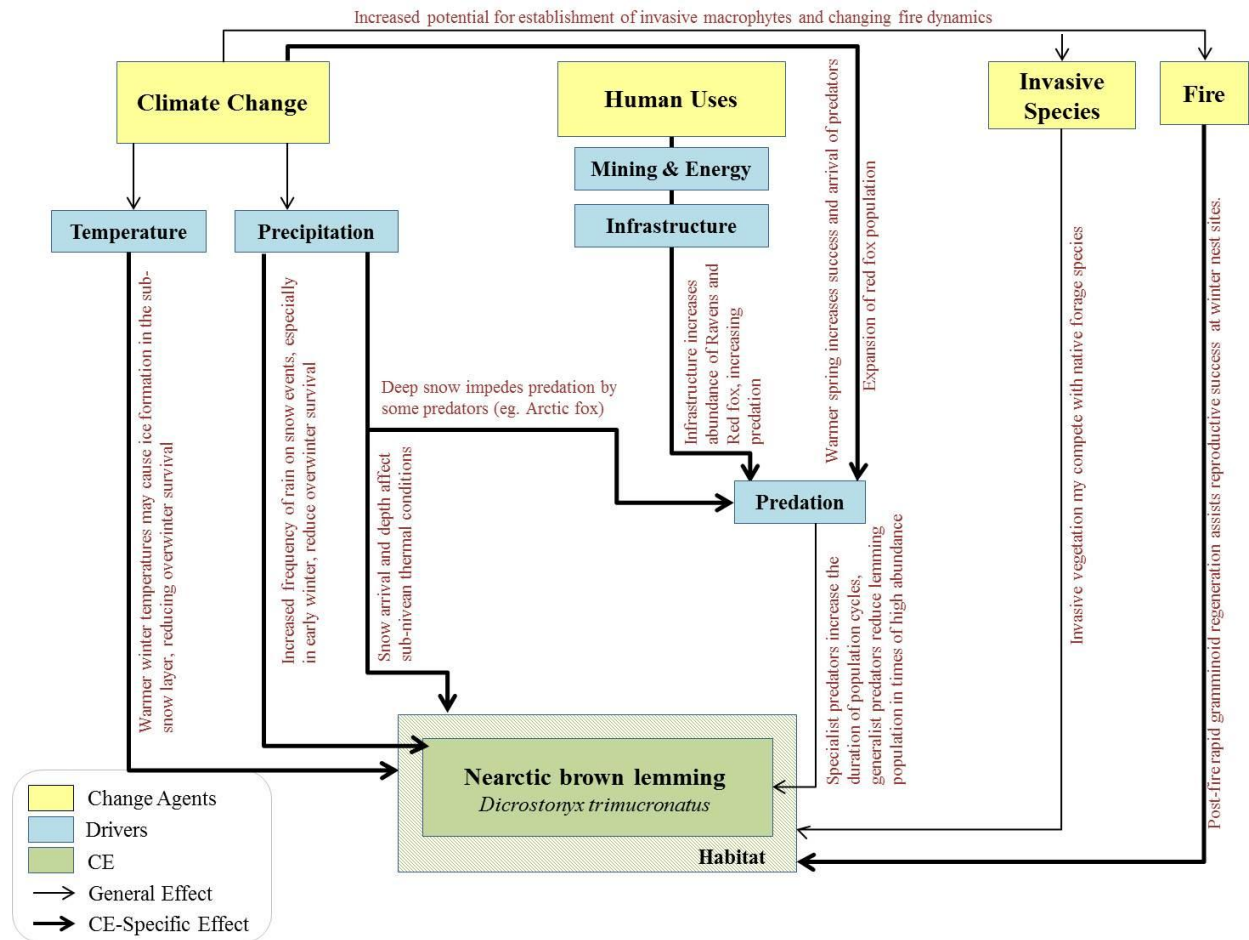 Increased potential for establishment of invasive macrophytes and changing fire dynamics
Climate Change
Human Uses
Invasive
Species
Fire
Mining & Energy
Temperature
Precipitation
Infrastructure
Warmer winter temperatures may cause ice formation in the sub-
snow layer, reducing overwinter survival
Increased frequency of rain on snow events, especially
in early winter, reduce overwinter survival
Deep snow impedes predation by
some predators (eg. Arctic fox)
Snow arrival and depth affect
sub-nivean thermal conditions
Infrastructure increases
abundance of Ravens and
Red fox, increasing
predation
Warmer spring increases success and arrival of predators
Expansion of red fox population
Predation
Specialist predators increase the
duration of population cycles,
generalist predators reduce lemming
population in times of high abundance
Invasive vegetation my compete with native forage species
Post-fire rapid gramminoid regeneration assists reproductive success at winter nest sites.
Nearctic brown lemming
Dicrostonyx trimucronatus
Habitat
Change Agents
Drivers
CE
General Effect
CE-Specific Effect